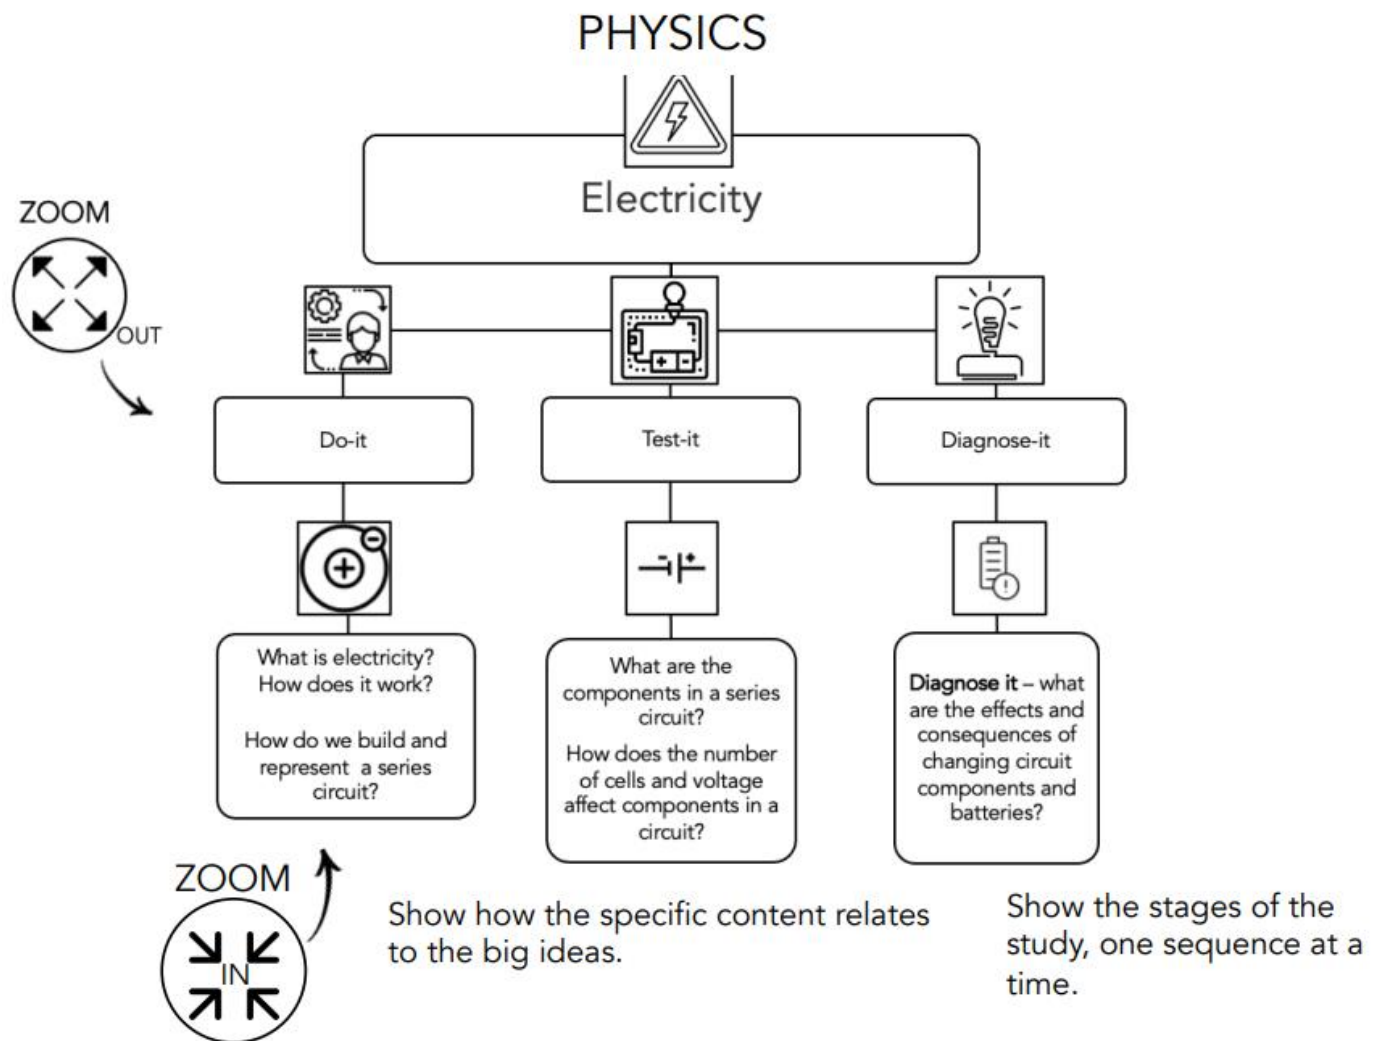 PHYSICS
Electricity
ZOOM
OUT
Do-it
Test-it
Diagnose-it
What is electricity?
How does it work?
How do we build and
represent a series
circuit?
What are the
components in a series
circuit?
How does the number
of cells and voltage
affect components in a
circuit?
Diagnose it – what
are the effects and
consequences of
changing circuit
components and
batteries?
ZOOM
IN
Show how the specific content relates
to the big ideas.
Show the stages of the
study, one sequence at a
time.